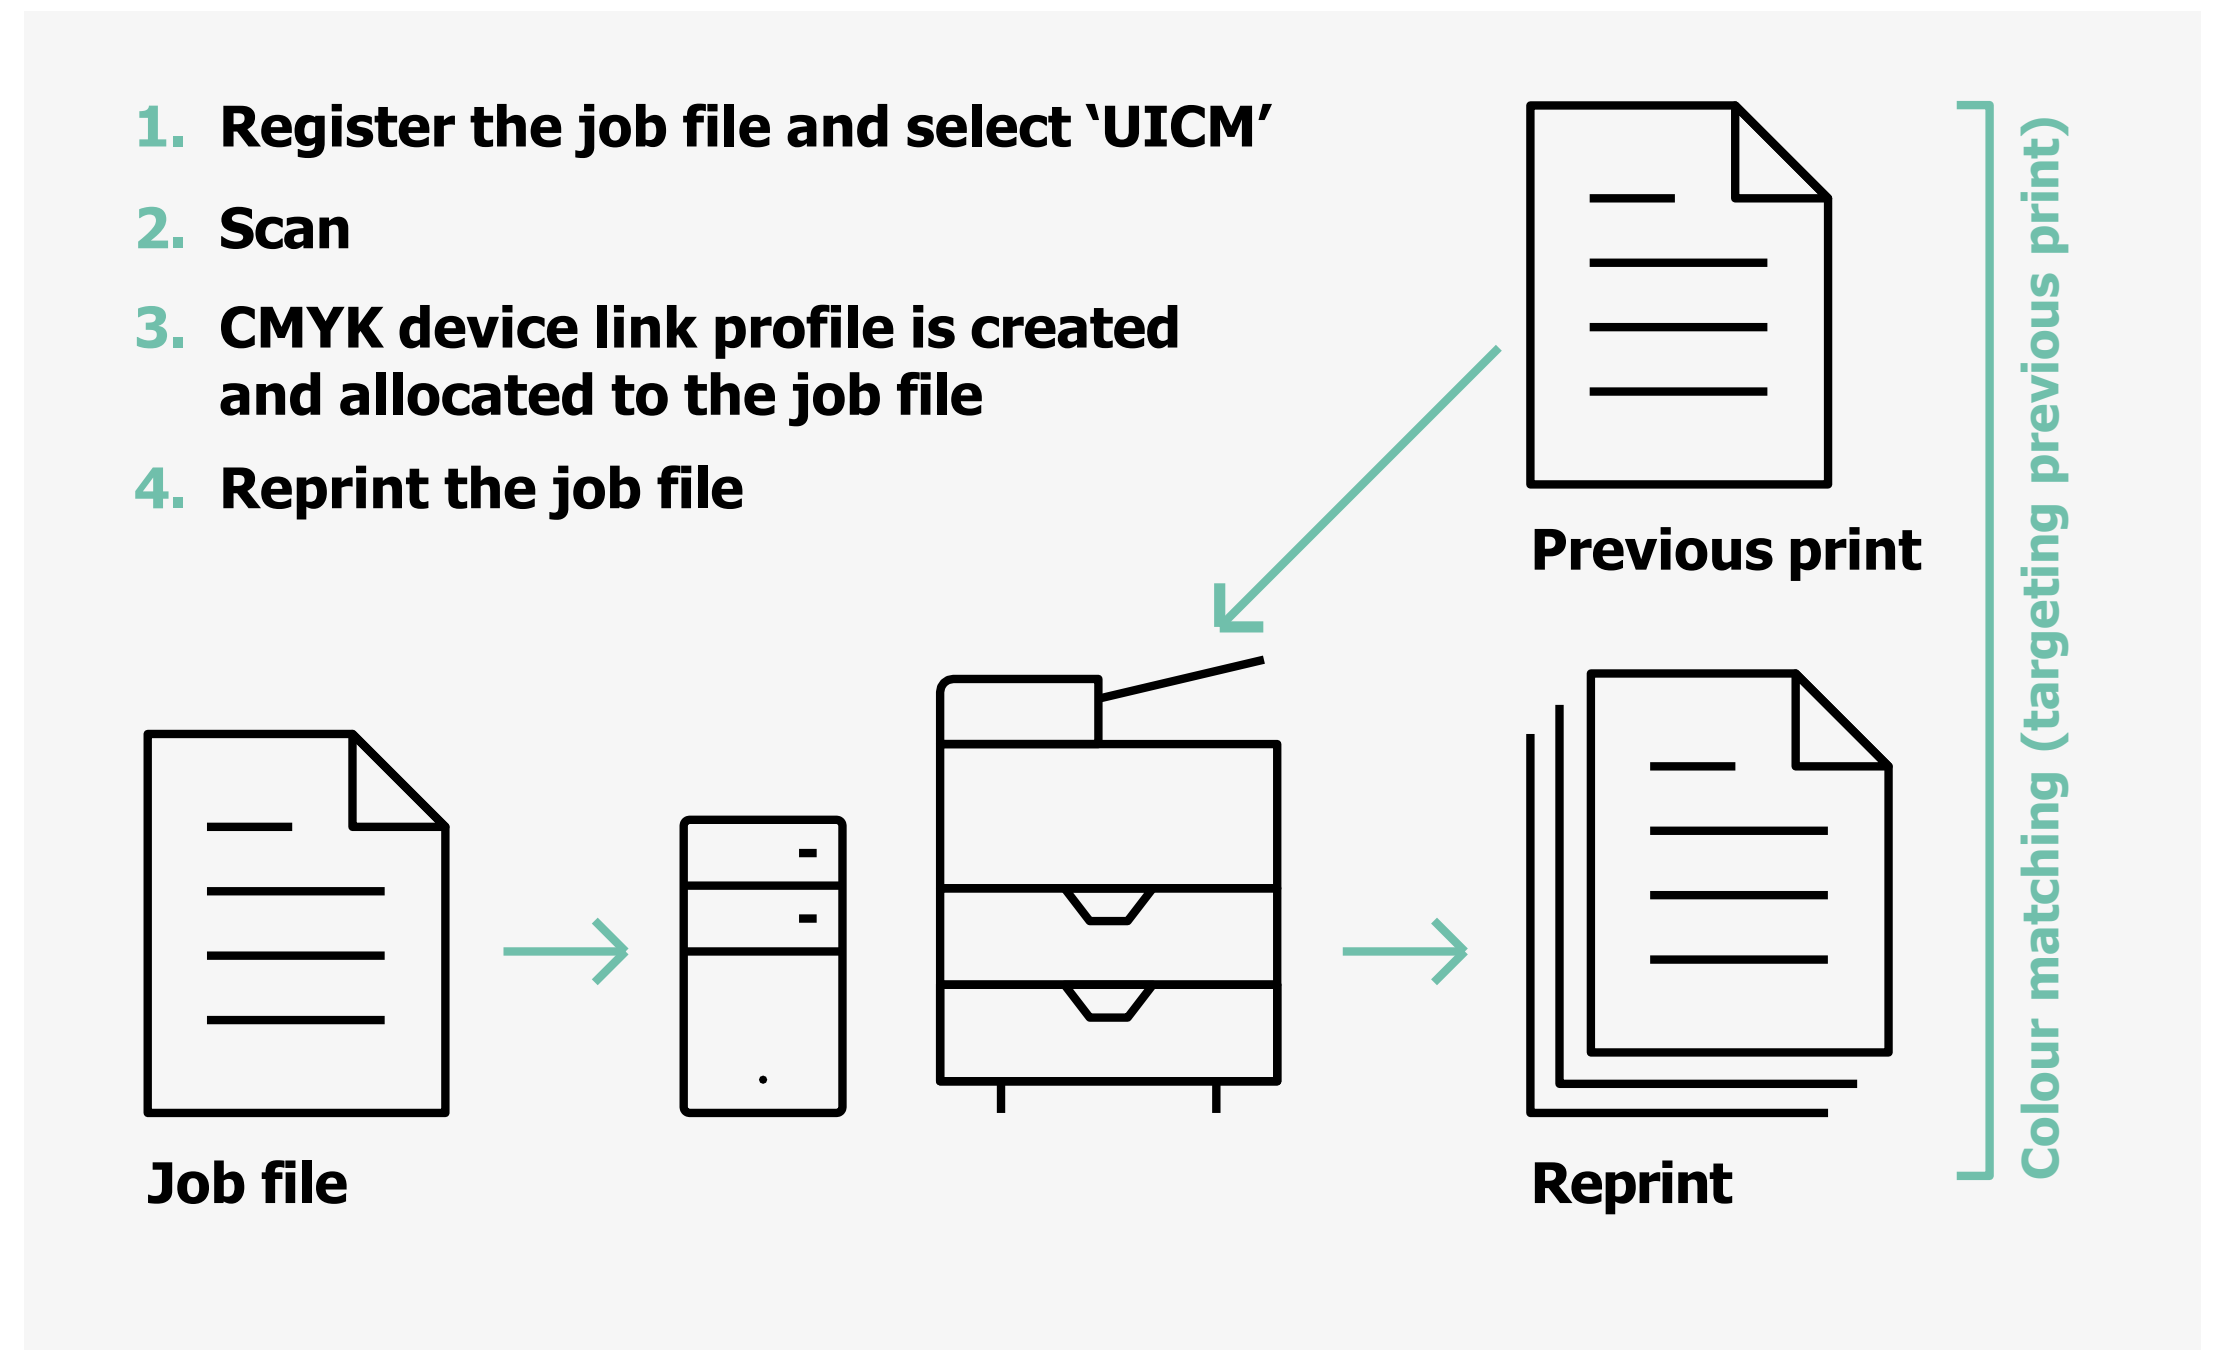 1. Register the job file and select ‘UICM’
2. Scan
3. CMYK device link profile is created
and allocated to the job file
4. Reprint the job file
Previous print
Job file
Reprint
Colour matching (targeting previous print)